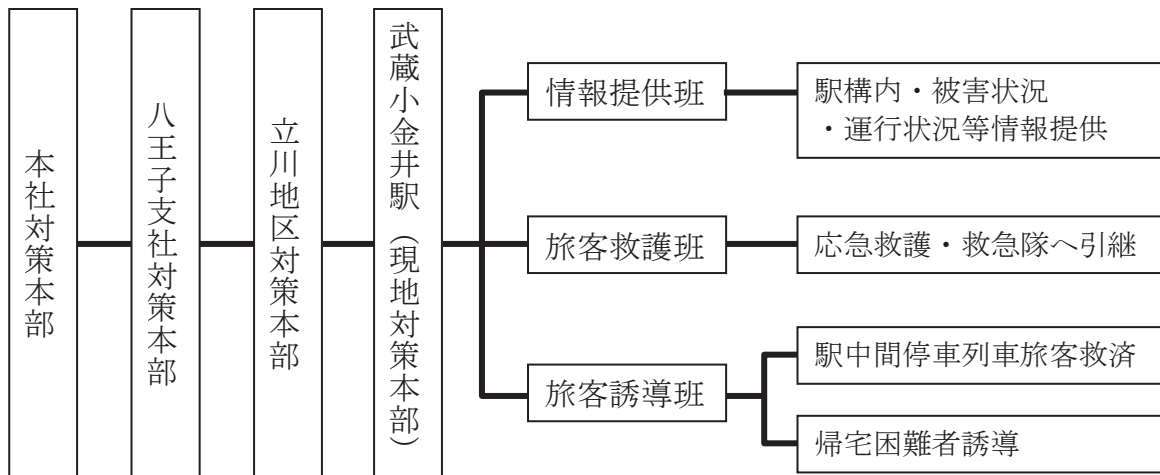 本社対策本部
八王子支社対策本部
立川地区対策本部
武蔵小金井駅（現地対策本部）
情報提供班
駅構内・被害状況
・運行状況等情報提供
旅客救護班
応急救護・救急隊へ引継
旅客誘導班
駅中間停車列車旅客救済
帰宅困難者誘導